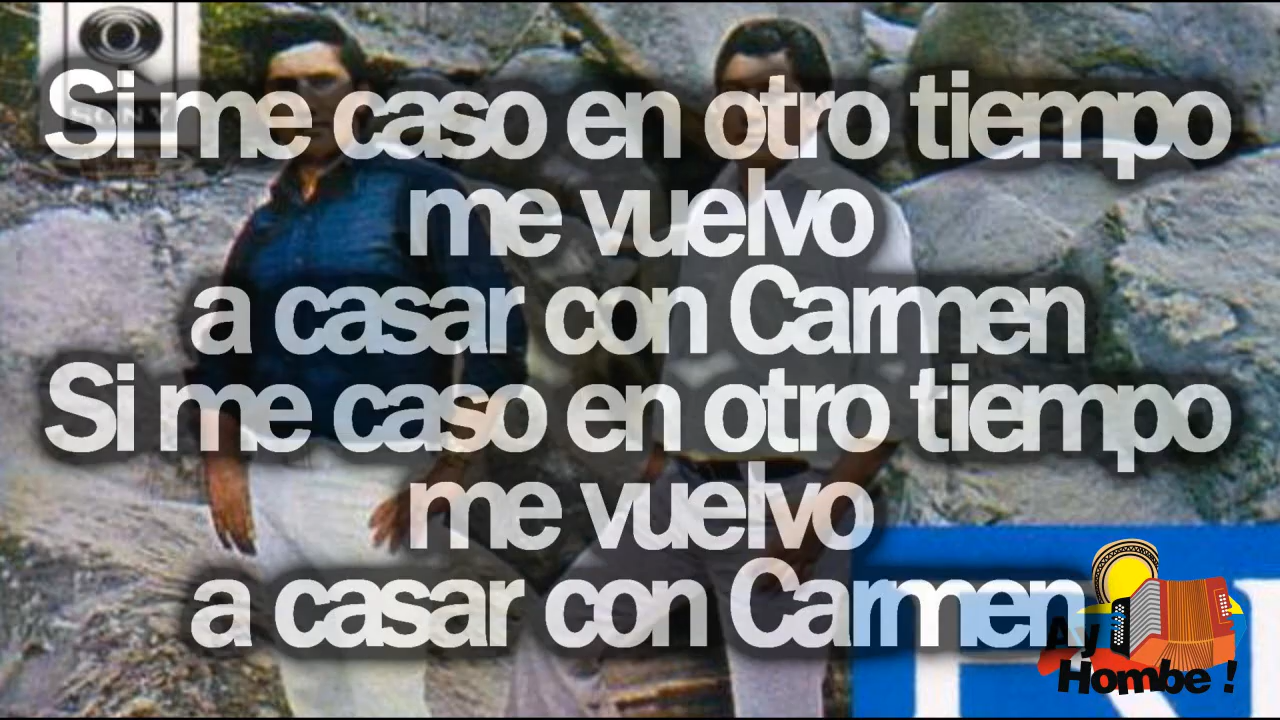 SONY
Si me caso en otro tiempo
me vuelvo
a casar con Carmen
Si me caso en otro tiempo
me vuelvo
a casar con Carmen
Ay
Hombe !